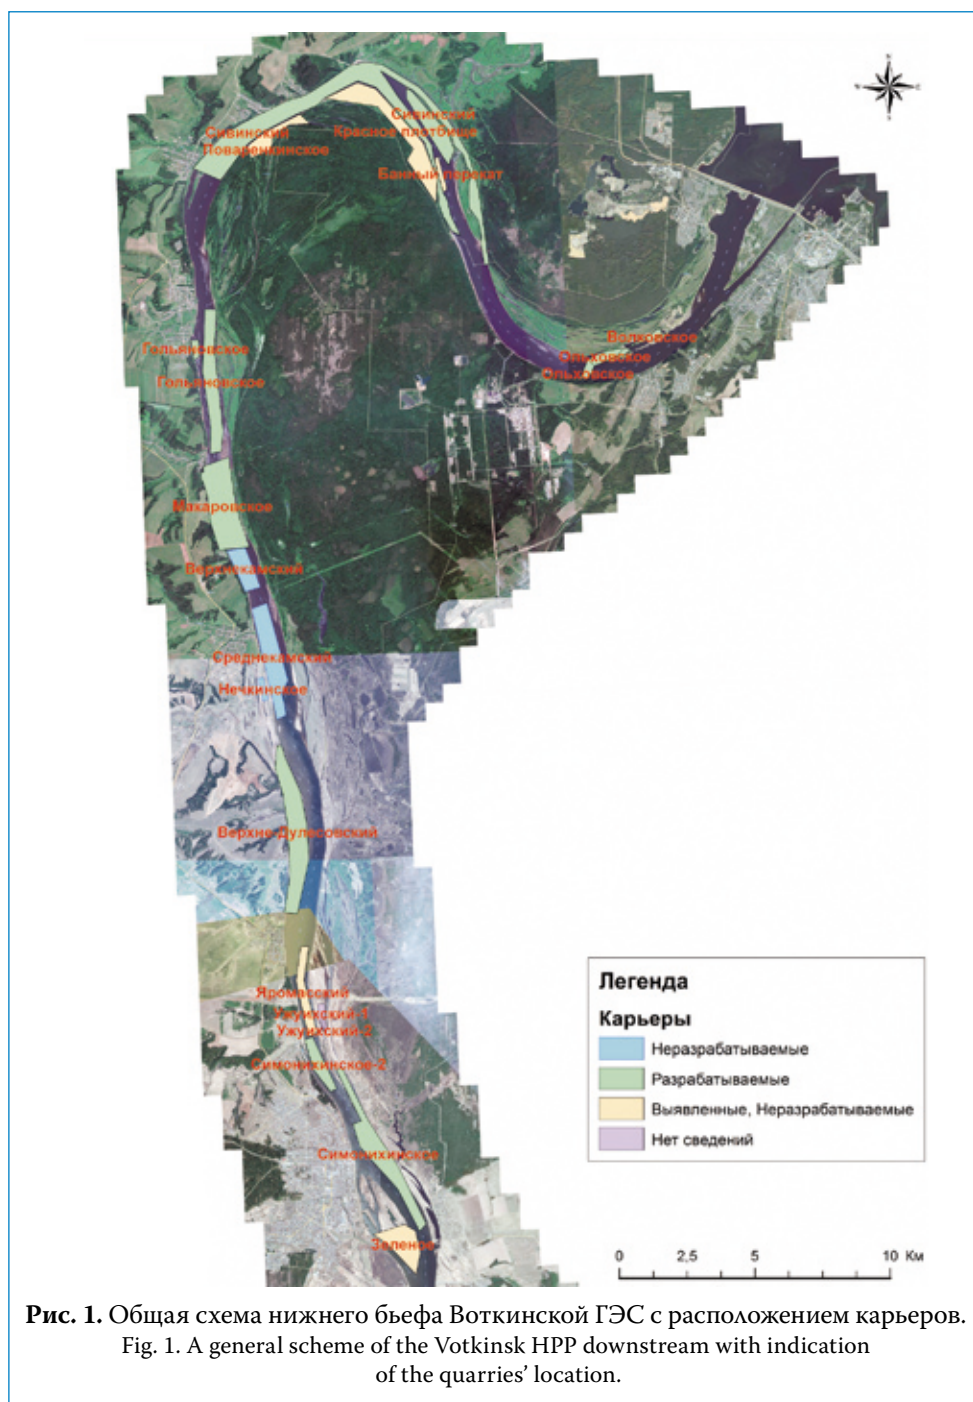 Сивинский
Красное плотбище
Сивинский
Поваренкинское
Банный перекат
Волковское
Ольховское
Ольховское
Гольяновское
Гольяновское
Макаровское
Верхнекамский
Среднекамский
Нечкинское
Верхне-Дулесовский
Яромасский
Ужуихский-1
Ужуихский-2
Симонихинское-2
Симонихинское
Зеленое
Легенда
Карьеры
Неразрабатываемые
Разрабатываемые
Выявленные, Неразрабатываемые
Нет сведений
0 2,5 5 10 Км
Рис. 1. Общая схема нижнего бьефа Воткинской ГЭС с расположением карьеров.
Fig. 1. A general scheme of the Votkinsk HPP downstream with indication
of the quarries’ location.